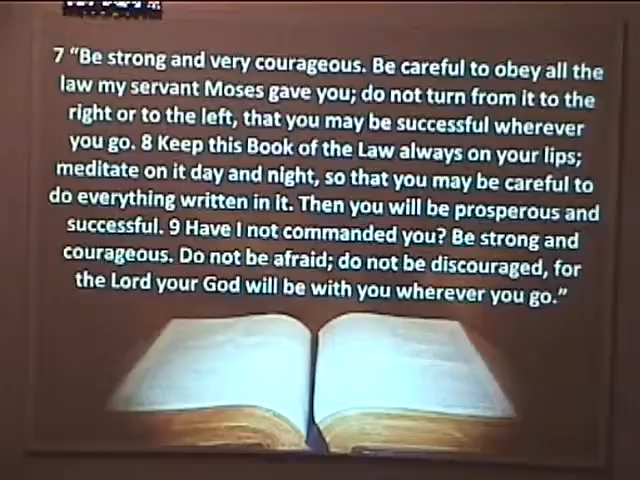 7 “Be strong and very courageous. Be careful to obey all the
law my servant Moses gave you; do not turn from it to the
right or to the left, that you may be successful wherever
you go. 8 Keep this Book of the Law always on your lips;
meditate on it day and night, so that you may be careful to
do everything written in it. Then you will be prosperous and
successful. 9 Have I not commanded you? Be strong and
courageous. Do not be afraid; do not be discouraged, for
the Lord your God will be with you wherever you go.”